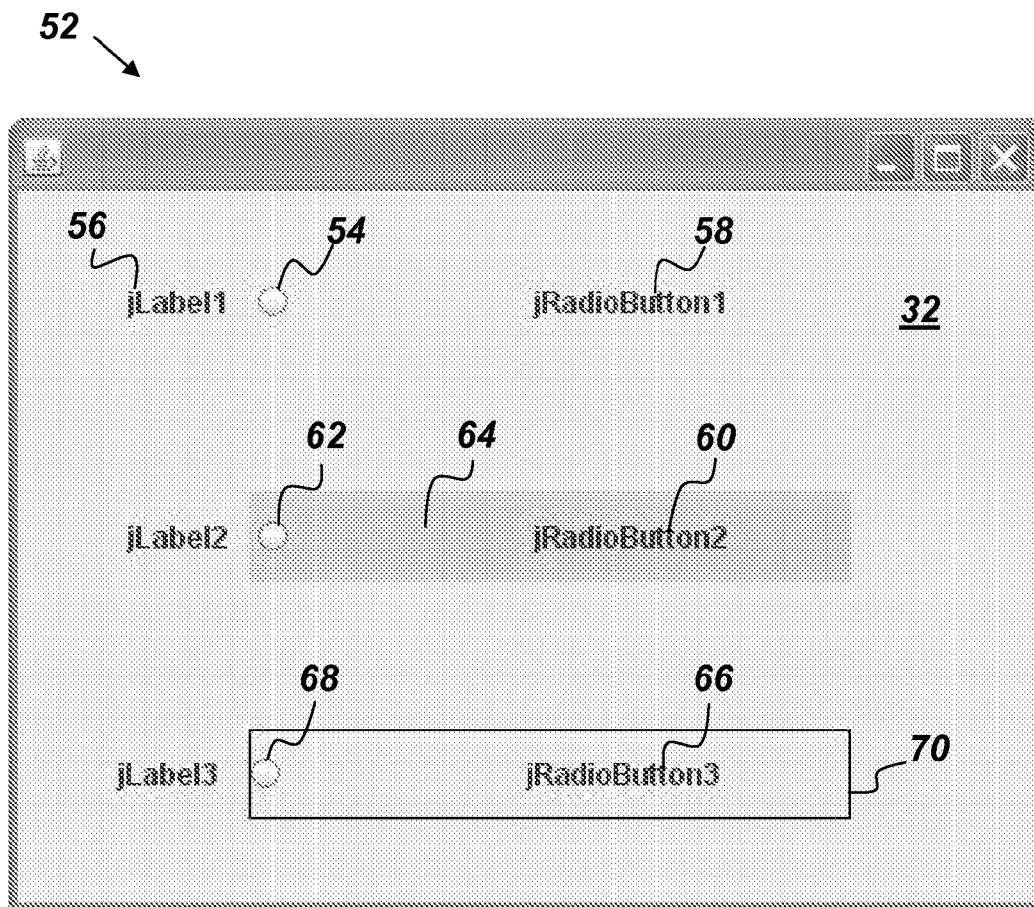 52
56 54 58
jLabel1 jRadioButton1 32
62 64 60
jLabel2 jRadioButton2
68 66
jLabel3 jRadioButton3 70